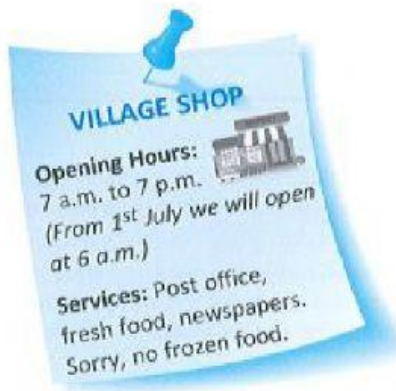 VILLAGE SHOP
Opening Hours:
7 a.m. to 7 p.m.
(From 1st July we will open
at 6 a.m.)
Services: Post office,
fresh food, newspapers.
Sorry, no frozen food.